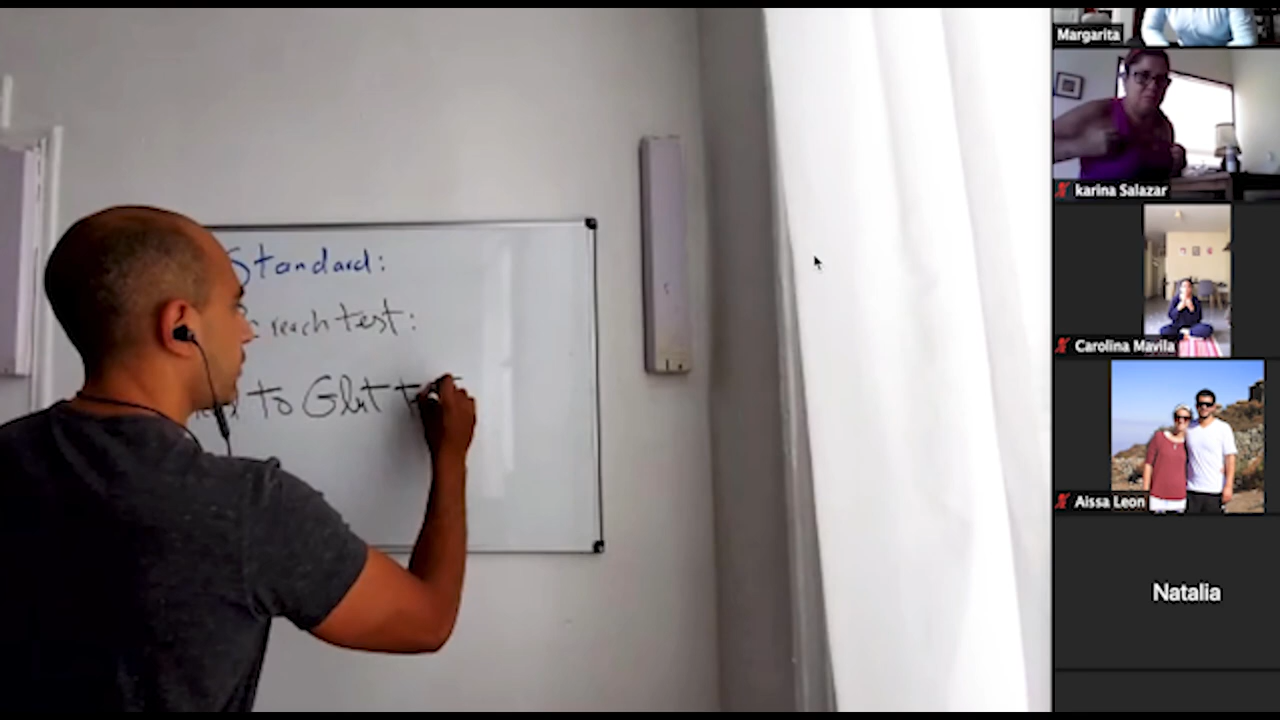 Standard:
reach test:
to Glut
Margarita
karina Salazar
Carolina Mavila
Aissa Leon
Natalia